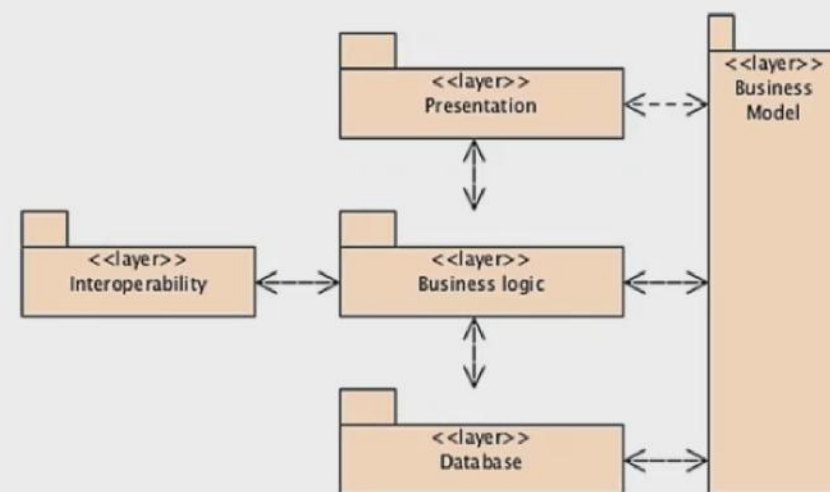 <<layer>>
Presentation
<<layer>>
Business
Model
<<layer>>
Interoperability
<<layer>>
Business logic
<<layer>>
Database